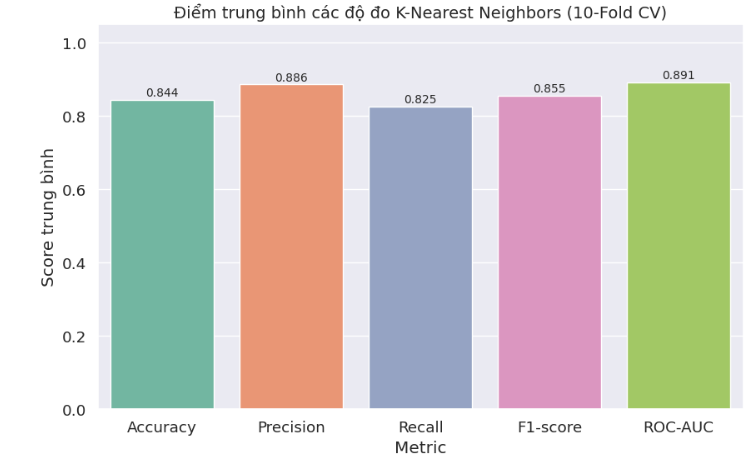 Điểm trung bình các độ đo K-Nearest Neighbors (10-Fold CV)
Score trung bình
1.0
0.8
0.6
0.4
0.2
0.0
0.844
0.886
0.825
0.855
0.891
Accuracy
Precision
Recall
F1-score
ROC-AUC
Metric